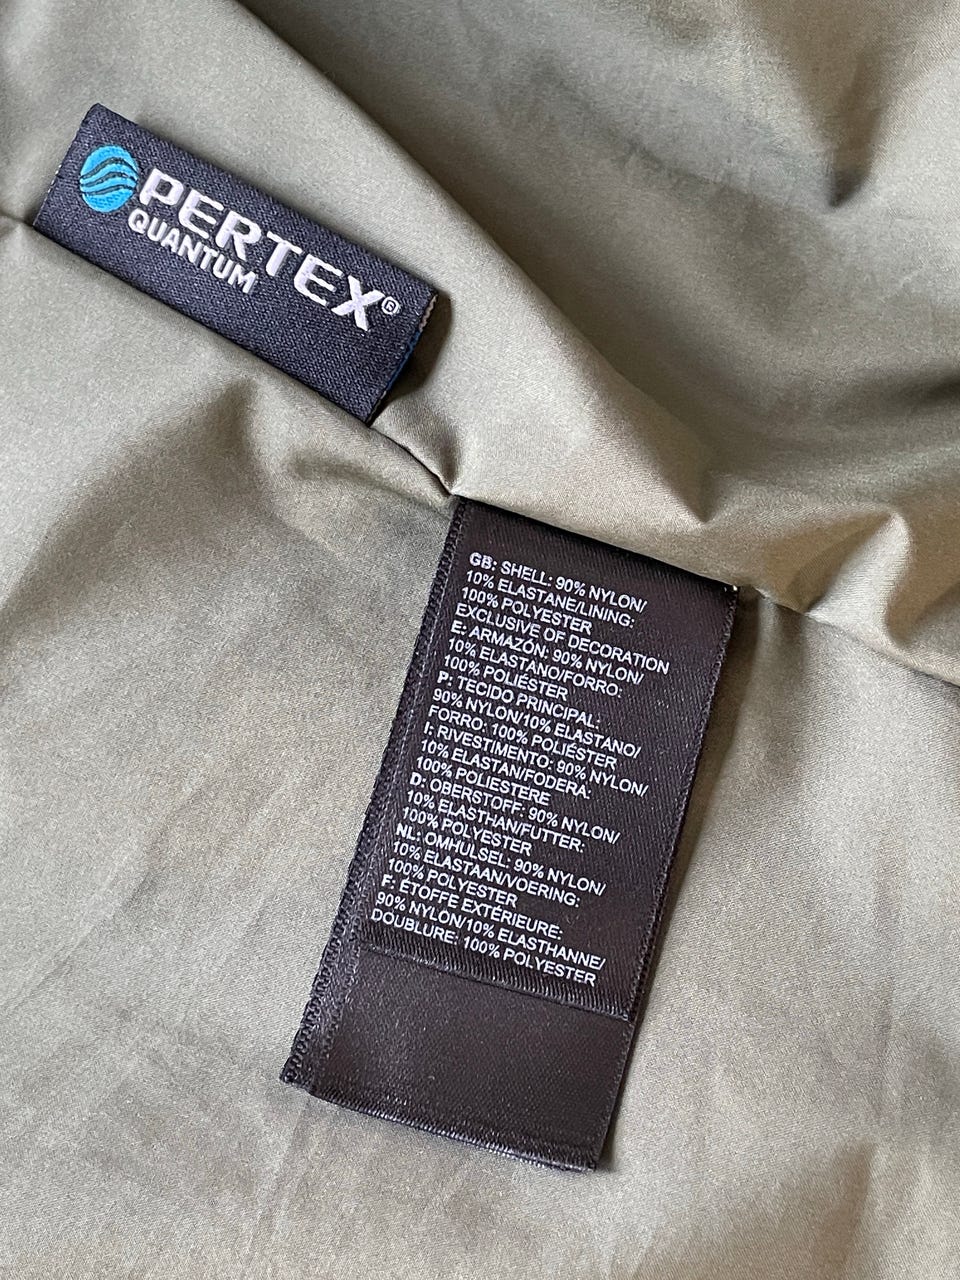 PERTEX®
QUANTUM
GB: SHELL: 90% NYLON/
10% ELASTANE/LINING:
100% POLYESTER
EXCLUSIVE OF DECORATION
E: ARMAZÓN: 90% NYLON/
10% ELASTANO/FORRO:
100% POLIÉSTER
P: TECIDO PRINCIPAL:
90% NYLON/10% ELASTANO/
FORRO: 100% POLIÉSTER
I: RIVESTIMENTO: 90% NYLON/
10% ELASTAN/FODERA:
100% POLIESTERE
D: OBERSTOFF: 90% NYLON/
10% ELASTHAN/FUTTER:
100% POLYESTER
NL: OMHULSEL: 90% NYLON/
10% ELASTAAN/VOERING:
100% POLYESTER
F: ÉTOFFE EXTÉRIEURE:
90% NYLON/10% ELASTHANNE/
DOUBLURE: 100% POLYESTER